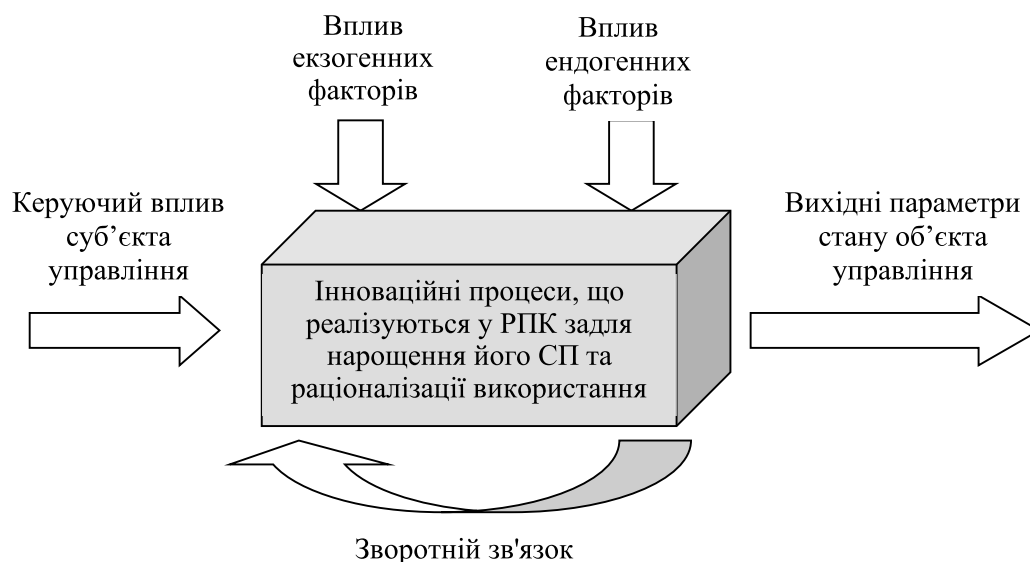 Вплив
екзогенних
факторів
Вплив
ендогенних
факторів
Керуючий вплив
суб’єкта
управління
Інноваційні процеси, що
реалізуються у РПК задля
нарощення його СП та
раціоналізації використання
Вихідні параметри
стану об’єкта
управління
Зворотній зв'язок